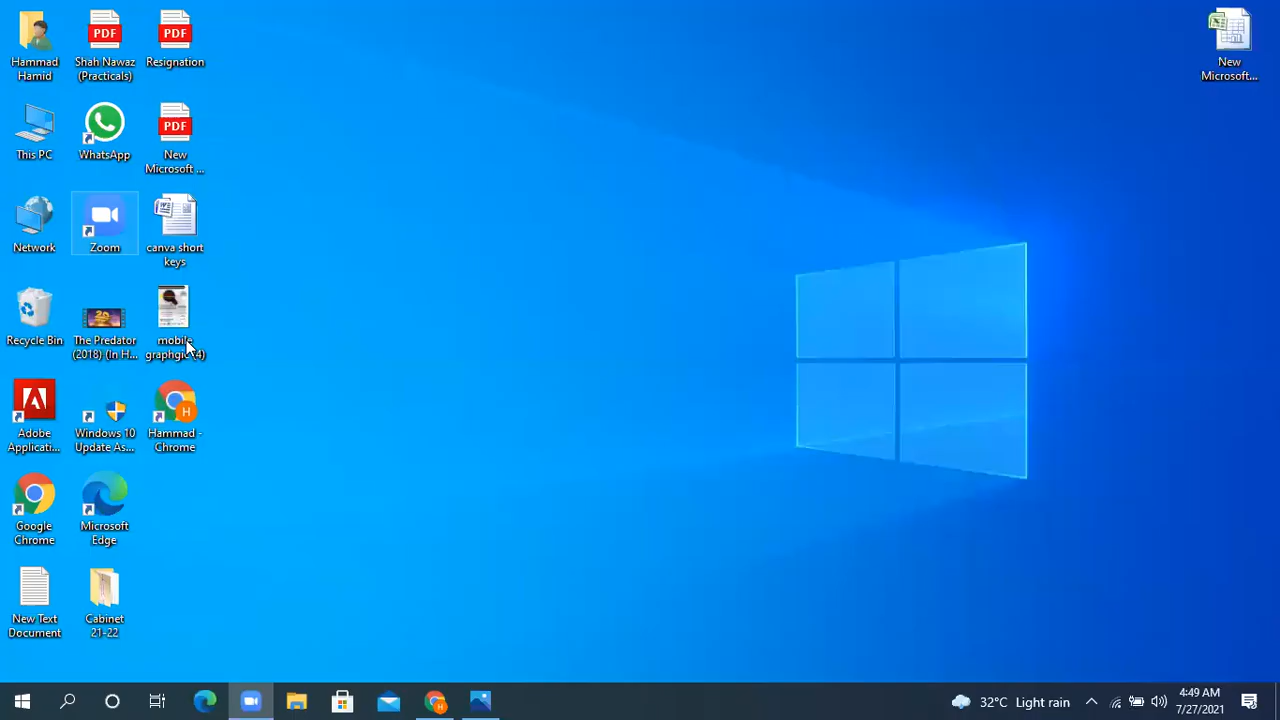 Hammad
Hamid
Shah Nawaz
(Practicals)
PDF
Resignation
PDF
New
Microsoft...
This PC
WhatsApp
New
Microsoft ...
PDF
Network
Zoom
canva short
keys
Recycle Bin
The Predator
(2018) (In H...
mobile
Adobe
Applicati...
Windows 10
Update As...
Hammad -
Chrome
H
Google
Chrome
Microsoft
Edge
New Text
Document
Cabinet
21-22
32°C Light rain
4:49 AM
7/27/2021